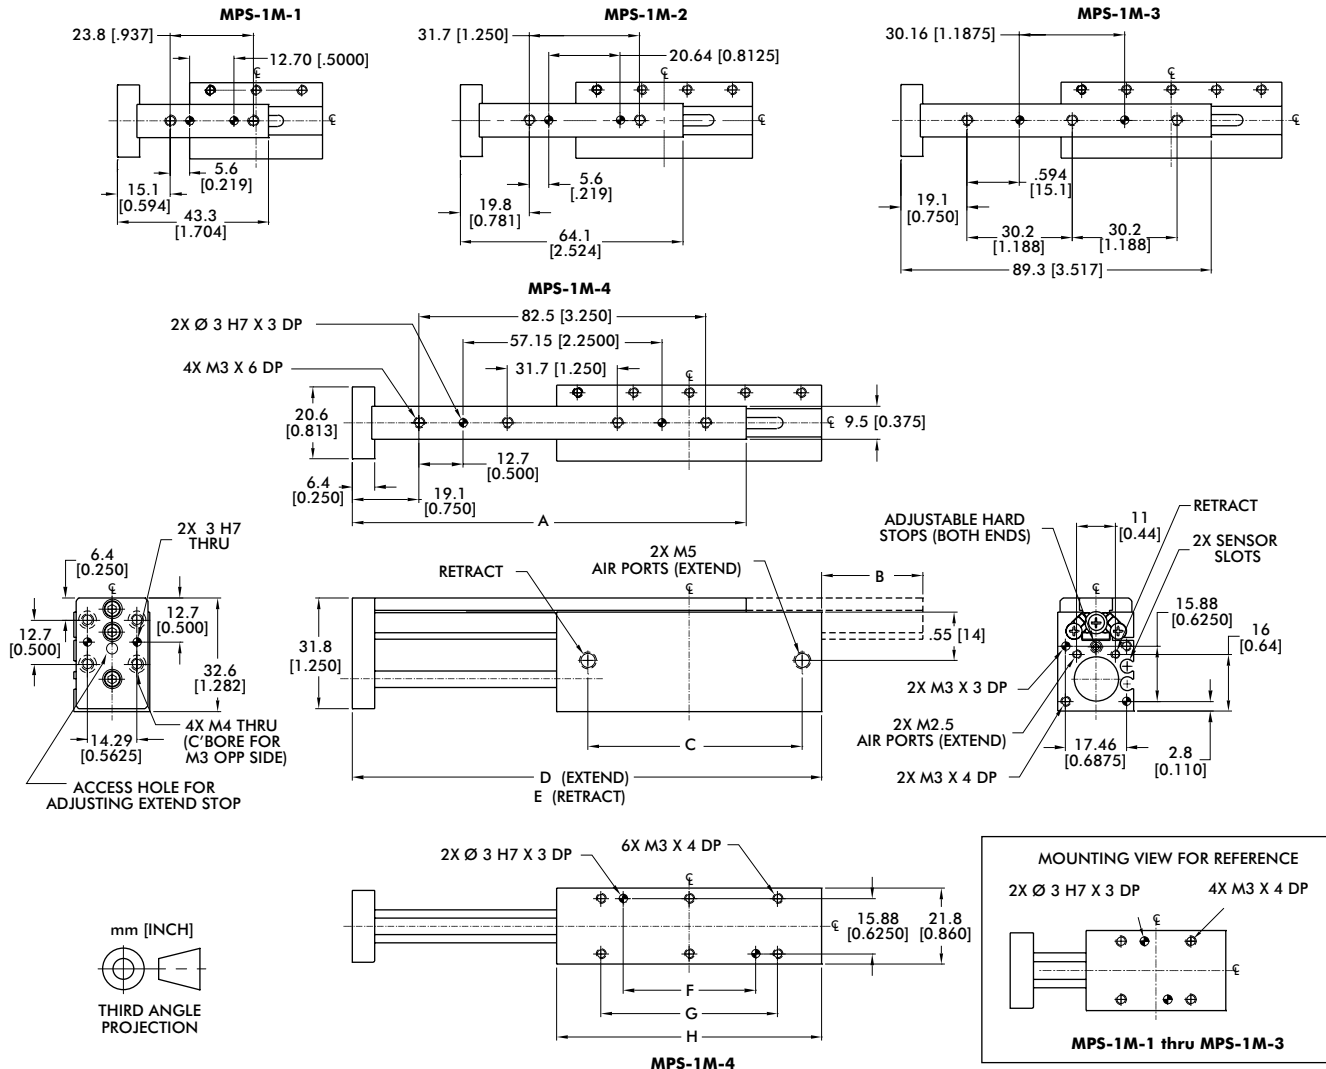 MPS-1M-1
23.8 [.937]
12.70 [.5000]
℄
℄
5.6
[0.219]
15.1
[0.594]
43.3
[1.704]
MPS-1M-2
31.7 [1.250]
20.64 [0.8125]
℄
℄
5.6
[.219]
19.8
[0.781]
64.1
[2.524]
MPS-1M-3
30.16 [1.1875]
℄
℄
.594
[15.1]
19.1
[0.750]
30.2
[1.188]
30.2
[1.188]
89.3 [3.517]
MPS-1M-4
2X Ø 3 H7 X 3 DP
82.5 [3.250]
57.15 [2.2500]
4X M3 X 6 DP
31.7 [1.250]
℄
20.6
[0.813]
℄
9.5 [0.375]
12.7
[0.500]
6.4
[0.250]
19.1
[0.750]
A
2X 3 H7
THRU
6.4
[0.250]
℄
12.7
[0.500]
12.7
[0.500]
32.6
[1.282]
4X M4 THRU
(C'BORE FOR
M3 OPP SIDE)
14.29
[0.5625]
ACCESS HOLE FOR
ADJUSTING EXTEND STOP
RETRACT
2X M5
AIR PORTS (EXTEND)
℄
B
31.8
[1.250]
.55 [14]
C
D (EXTEND)
E (RETRACT)
ADJUSTABLE HARD
STOPS (BOTH ENDS)
11
[0.44]
RETRACT
2X SENSOR
SLOTS
℄
15.88
[0.6250]
16
[0.64]
2X M3 X 3 DP
2X M2.5
AIR PORTS (EXTEND)
17.46
[0.6875]
2.8
[0.110]
2X M3 X 4 DP
2X Ø 3 H7 X 3 DP
6X M3 X 4 DP
℄
15.88
[0.6250]
21.8
[0.860]
℄
F
G
H
MPS-1M-4
mm [INCH]
THIRD ANGLE
PROJECTION
MOUNTING VIEW FOR REFERENCE
2X Ø 3 H7 X 3 DP
4X M3 X 4 DP
℄
℄
MPS-1M-1 thru MPS-1M-3